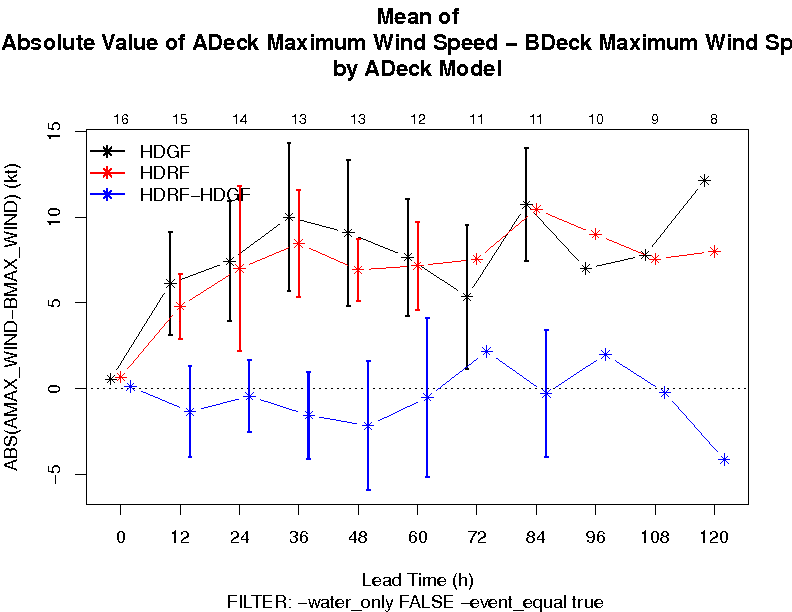 Mean of
Absolute Value of ADeck Maximum Wind Speed − BDeck Maximum Wind Sp
by ADeck Model
16 15 14 13 13 12 11 11 10 9 8
15
10
5
0
−5
ABS(AMAX_WIND−BMAX_WIND) (kt)
HDGF
HDRF
HDRF−HDGF
0 12 24 36 48 60 72 84 96 108 120
Lead Time (h)
FILTER: −water_only FALSE −event_equal true